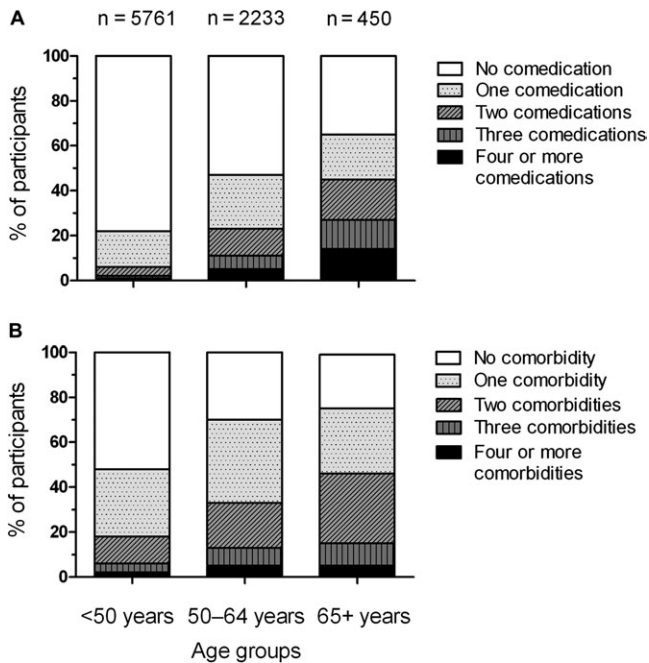 A
n = 5761 n = 2233 n = 450
100
80
60
40
20
0
% of participants
No comedication
One comedication
Two comedications
Three comedications
Four or more
comedications
B
100
80
60
40
20
0
% of participants
No comorbidity
One comorbidity
Two comorbidities
Three comorbidities
Four or more
comorbidities
<50 years 50–64 years 65+ years
Age groups